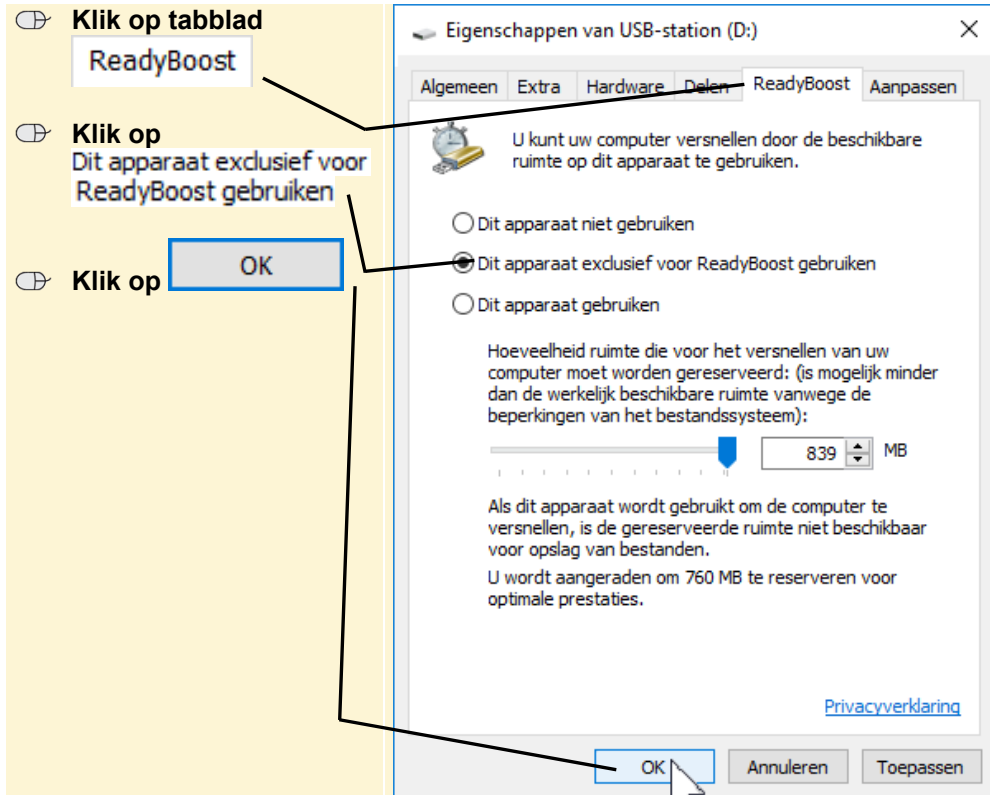 Klik op tabblad
ReadyBoost
Klik op
Dit apparaat exclusief voor
ReadyBoost gebruiken
Klik op OK
Eigenschappen van USB-station (D:)
Algemeen Extra Hardware Delen ReadyBoost Aanpassen
U kunt uw computer versnellen door de beschikbare
ruimte op dit apparaat te gebruiken.
Dit apparaat niet gebruiken
Dit apparaat exclusief voor ReadyBoost gebruiken
Dit apparaat gebruiken
Hoeveelheid ruimte die voor het versnellen van uw
computer moet worden gereserveerd: (is mogelijk minder
dan de werkelijk beschikbare ruimte vanwege de
beperkingen van het bestandssysteem):
839 MB
Als dit apparaat wordt gebruikt om de computer te
versnellen, is de gereserveerde ruimte niet beschikbaar
voor opslag van bestanden.
U wordt aangeraden om 760 MB te reserveren voor
optimale prestaties.
Privacyverklaring
OK Annuleren Toepassen